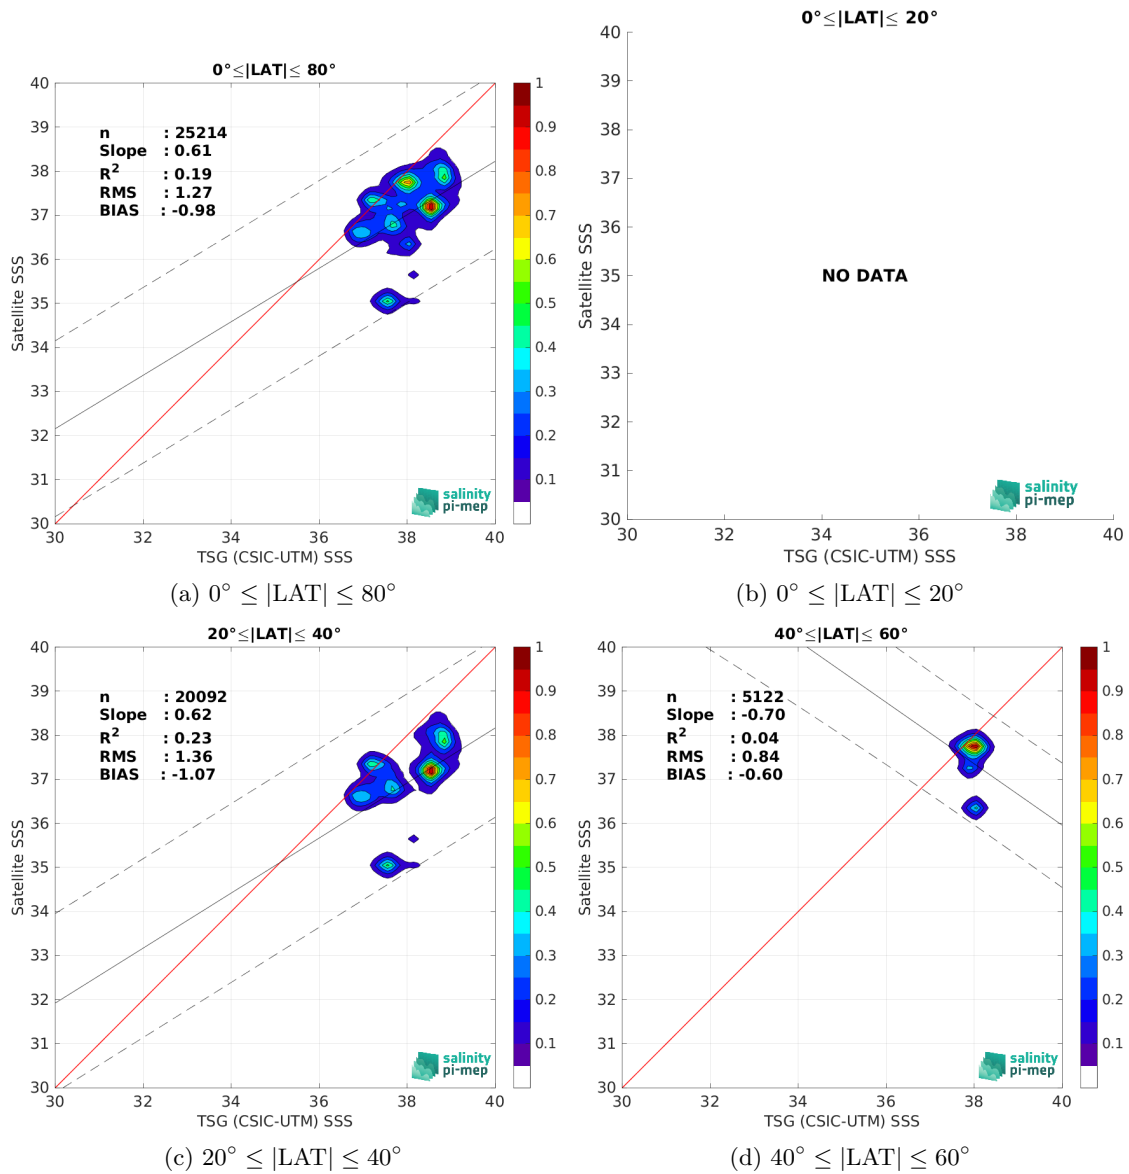 0°≤|LAT|≤ 80°
40
39
38
37
36
35
34
33
32
31
30
Satellite SSS
n : 25214
Slope : 0.61
R² : 0.19
RMS : 1.27
BIAS : -0.98
30 32 34 36 38 40
TSG (CSIC-UTM) SSS
1
0.9
0.8
0.7
0.6
0.5
0.4
0.3
0.2
0.1
salinity
pi-mep
(a) 0° ≤ |LAT| ≤ 80°
0°≤|LAT|≤ 20°
40
39
38
37
36
35
34
33
32
31
30
Satellite SSS
NO DATA
30 32 34 36 38 40
TSG (CSIC-UTM) SSS
salinity
pi-mep
(b) 0° ≤ |LAT| ≤ 20°
20°≤|LAT|≤ 40°
40
39
38
37
36
35
34
33
32
31
30
Satellite SSS
n : 20092
Slope : 0.62
R² : 0.23
RMS : 1.36
BIAS : -1.07
30 32 34 36 38 40
TSG (CSIC-UTM) SSS
1
0.9
0.8
0.7
0.6
0.5
0.4
0.3
0.2
0.1
salinity
pi-mep
(c) 20° ≤ |LAT| ≤ 40°
40°≤|LAT|≤ 60°
40
39
38
37
36
35
34
33
32
31
30
Satellite SSS
n : 5122
Slope : -0.70
R² : 0.04
RMS : 0.84
BIAS : -0.60
30 32 34 36 38 40
TSG (CSIC-UTM) SSS
1
0.9
0.8
0.7
0.6
0.5
0.4
0.3
0.2
0.1
salinity
pi-mep
(d) 40° ≤ |LAT| ≤ 60°